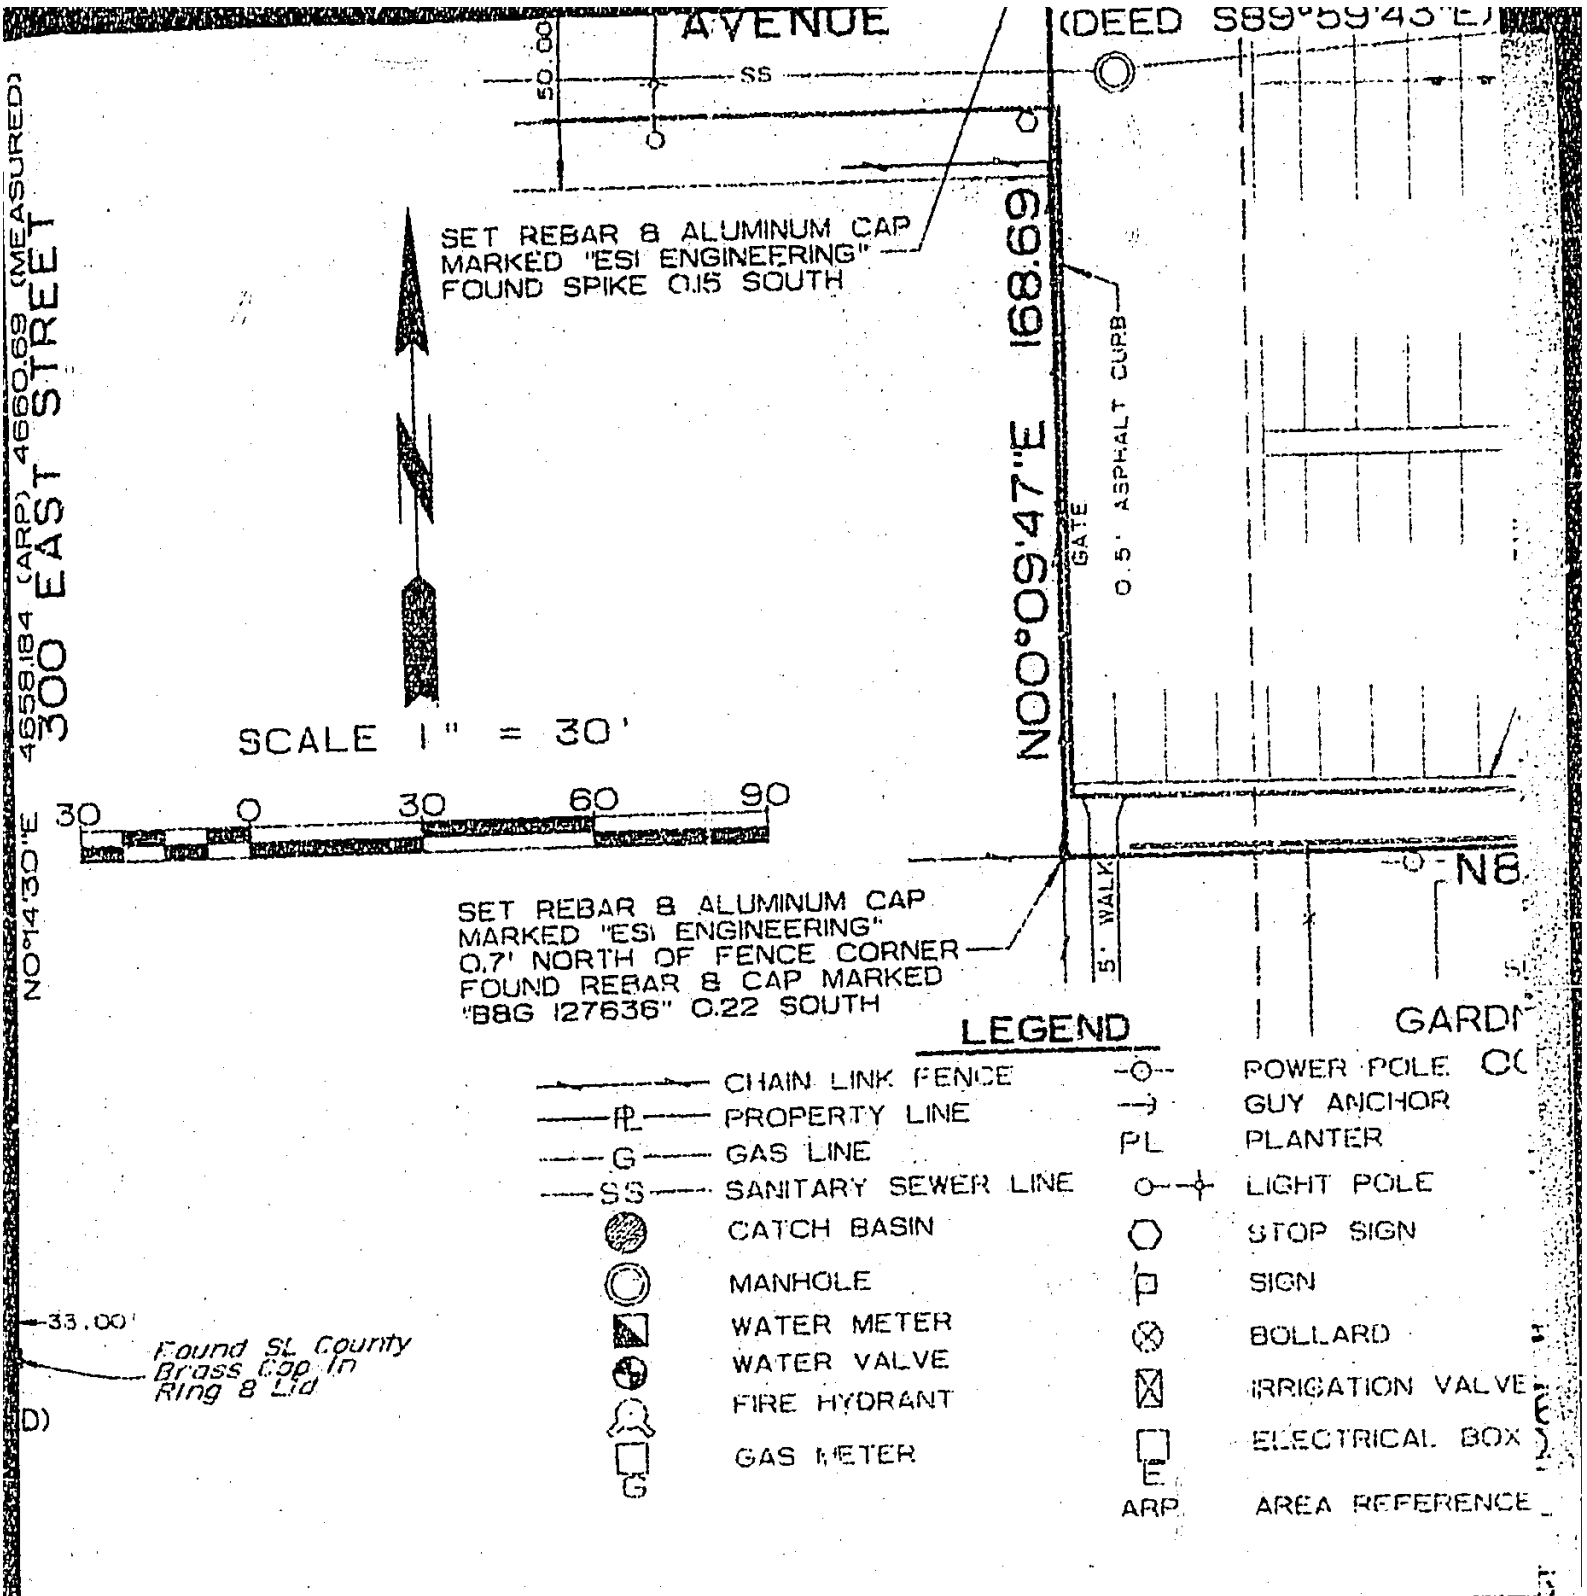 AVENUE
(DEED S89°59'43"E)
50.00
SS
SET REBAR & ALUMINUM CAP
MARKED "ESI ENGINEERING"
FOUND SPIKE 0.15 SOUTH
N00°09'47"E 168.69
0.5' ASPHALT CURB
GATE
300 EAST STREET
N0°14'30"E 4658.184 (ARP) 4660.69 (MEASURED)
SCALE 1" = 30'
30 0 30 60 90
SET REBAR & ALUMINUM CAP
MARKED "ESI ENGINEERING"
0.7' NORTH OF FENCE CORNER
FOUND REBAR & CAP MARKED
"B&G 127636" 0.22 SOUTH
5' WALK
N8
GARDN
LEGEND
CHAIN LINK FENCE
PL PROPERTY LINE
G GAS LINE
SS SANITARY SEWER LINE
CATCH BASIN
MANHOLE
WATER METER
WATER VALVE
FIRE HYDRANT
G GAS METER
POWER POLE
GUY ANCHOR
PL PLANTER
LIGHT POLE
STOP SIGN
SIGN
BOLLARD
IRRIGATION VALVE
E ELECTRICAL BOX
ARP AREA REFERENCE
33.00'
Found SL County
Brass Cap In
Ring & Lid
D)